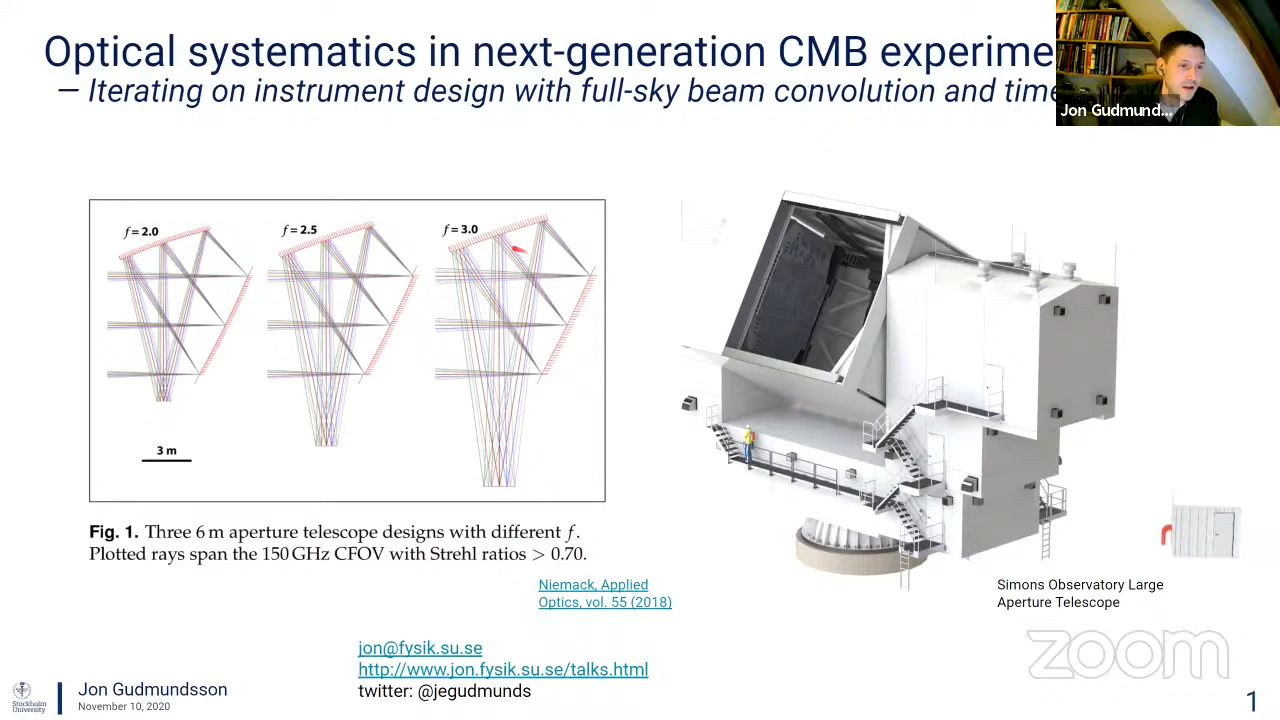 Optical systematics in next-generation CMB experime
— Iterating on instrument design with full-sky beam convolution and time
Jon Gudmund...
f = 2.0
f = 2.5
f = 3.0
3 m
Fig. 1. Three 6 m aperture telescope designs with different f.
Plotted rays span the 150 GHz CFOV with Strehl ratios > 0.70.
Niemack, Applied
Optics, vol. 55 (2018)
Simons Observatory Large
Aperture Telescope
zoom
jon@fysik.su.se
http://www.jon.fysik.su.se/talks.html
twitter: @jegudmunds
Stockholm
University
Jon Gudmundsson
November 10, 2020
1